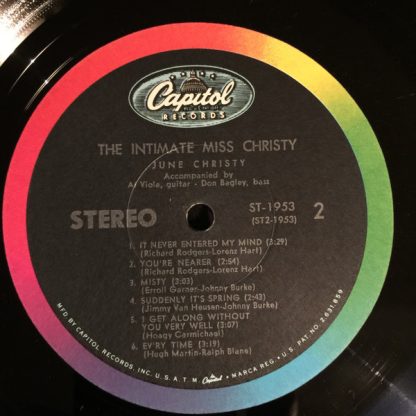 Capitol
RECORDS
THE INTIMATE MISS CHRISTY
JUNE CHRISTY
Accompanied by
Al Viola, guitar - Don Bagley, bass
STEREO
ST-1953
(ST2-1953)
2
1. IT NEVER ENTERED MY MIND (3:29)
(Richard Rodgers-Lorenz Hart)
2. YOU'RE NEARER (2:54)
(Richard Rodgers-Lorenz Hart)
3. MISTY (3:03)
(Erroll Garner-Johnny Burke)
4. SUDDENLY IT'S SPRING (2:43)
(Jimmy Van Heusen-Johnny Burke)
5. I GET ALONG WITHOUT
YOU VERY WELL (3:07)
(Hoagy Carmichael)
6. EV'RY TIME (3:19)
(Hugh Martin-Ralph Blane)
MFD. BY CAPITOL RECORDS, INC. U.S.A. T.M. Capitol MARCA REG. • U.S. PAT. NO. 2,631,859